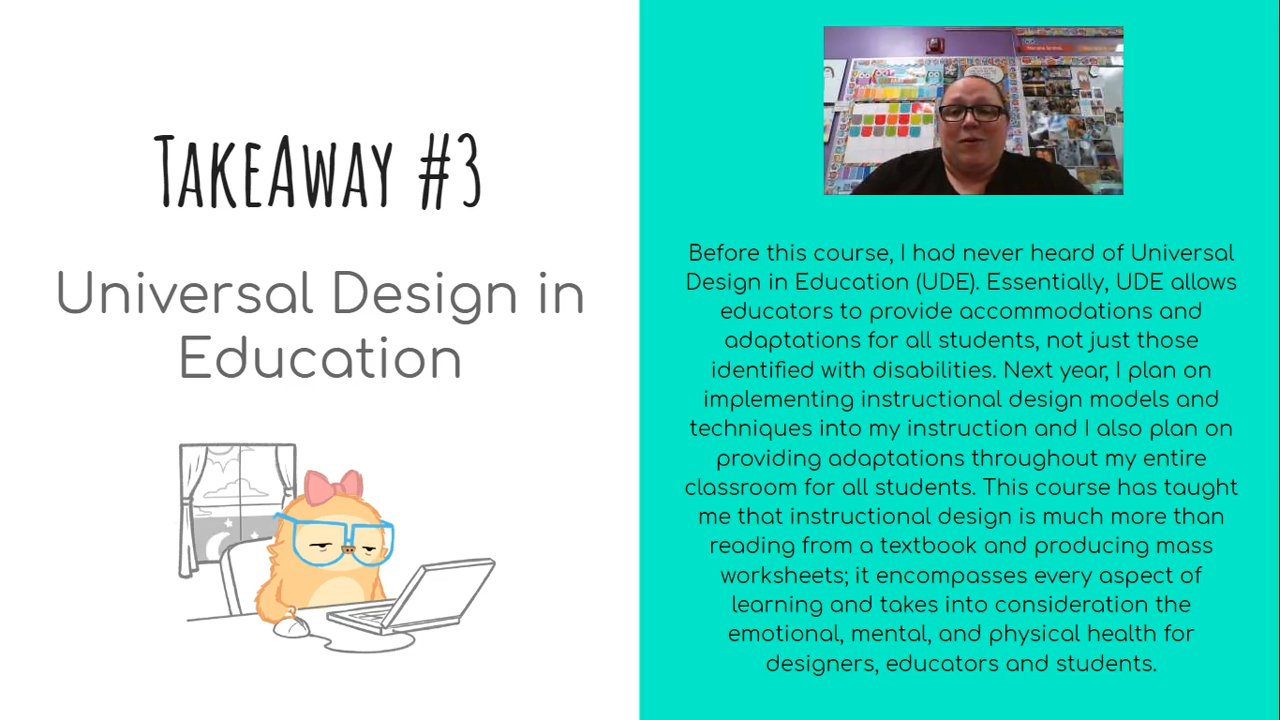 TakeAway #3
Universal Design in
Education
Before this course, I had never heard of Universal
Design in Education (UDE). Essentially, UDE allows
educators to provide accommodations and
adaptations for all students, not just those
identified with disabilities. Next year, I plan on
implementing instructional design models and
techniques into my instruction and I also plan on
providing adaptations throughout my entire
classroom for all students. This course has taught
me that instructional design is much more than
reading from a textbook and producing mass
worksheets; it encompasses every aspect of
learning and takes into consideration the
emotional, mental, and physical health for
designers, educators and students.